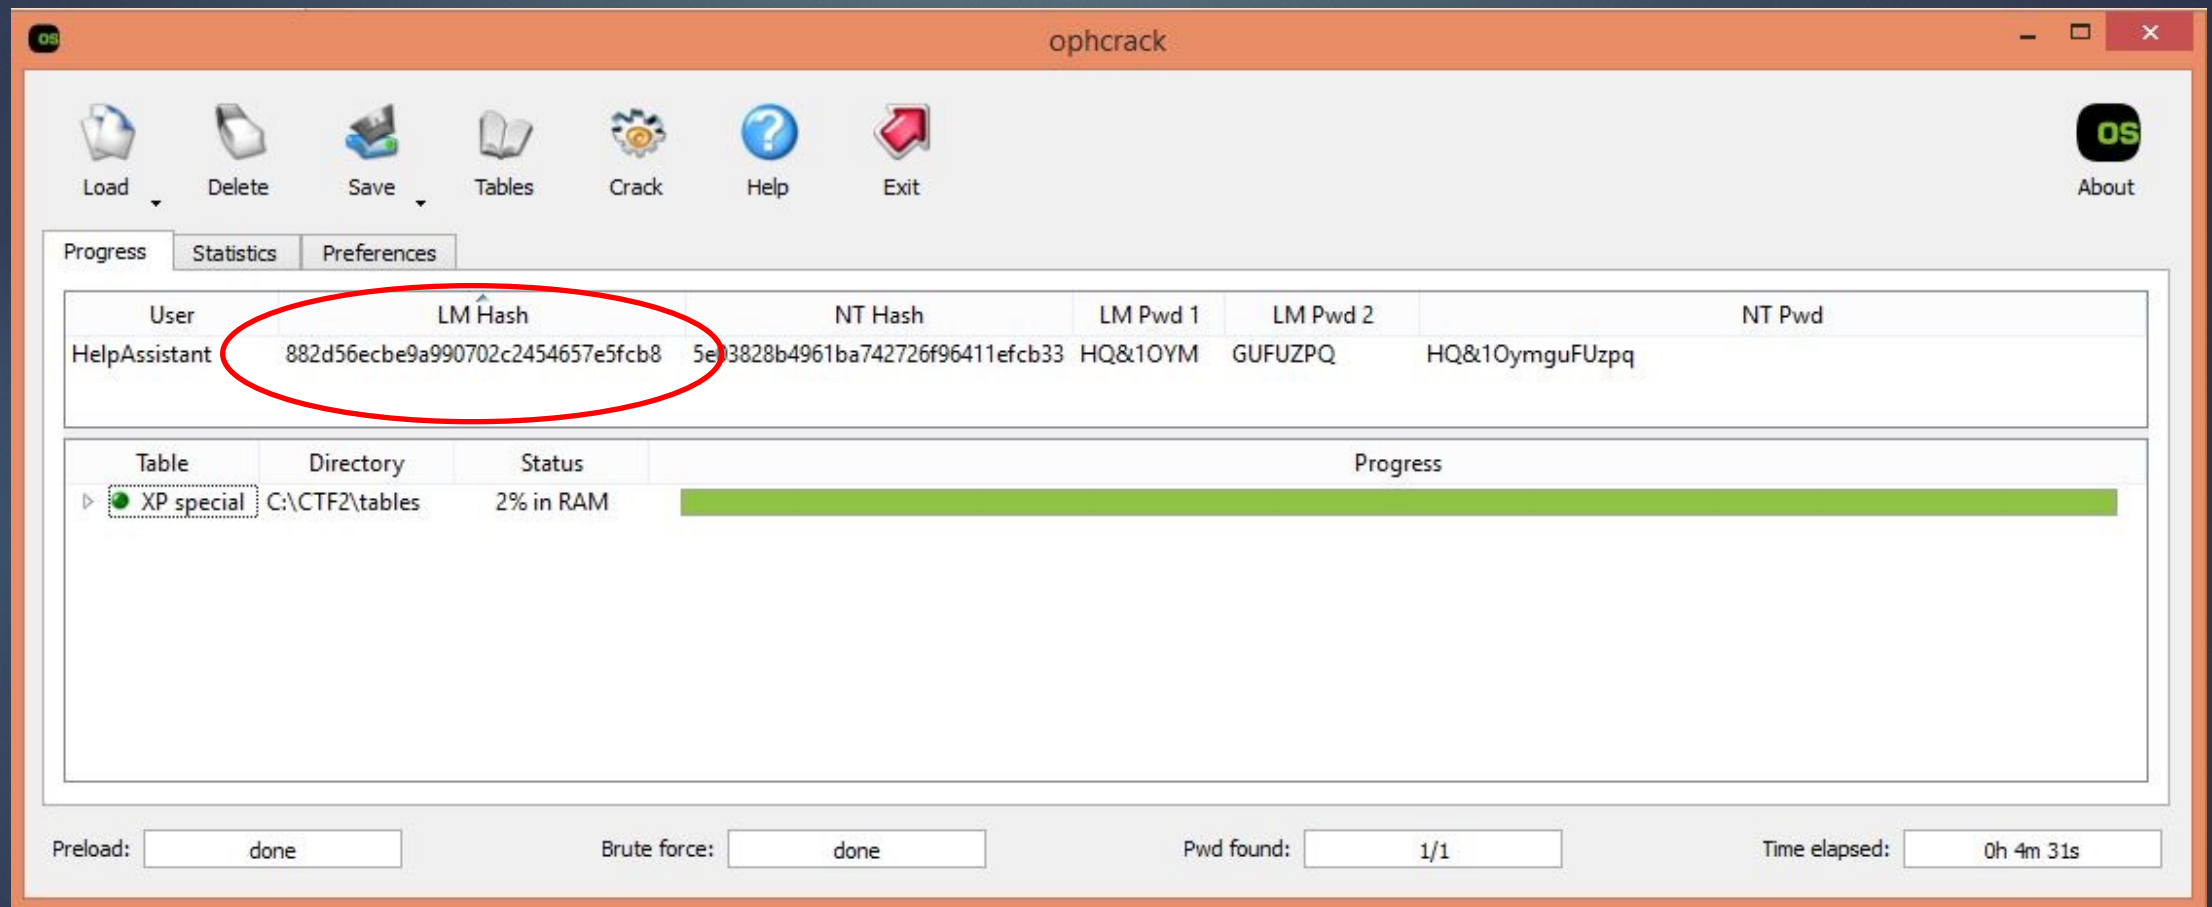 OS ophcrack
OS
Load Delete Save Tables Crack Help Exit About
Progress Statistics Preferences
User LM Hash NT Hash LM Pwd 1 LM Pwd 2 NT Pwd
HelpAssistant 882d56ecbe9a990702c2454657e5fcb8 HQ&1OYM GUFUZPQ HQ&1OymguFUzpq
Table Directory Status Progress
XP special C:\CTF2\tables 2% in RAM
Preload: done Brute force: done Pwd found: 1/1 Time elapsed: 0h 4m 31s